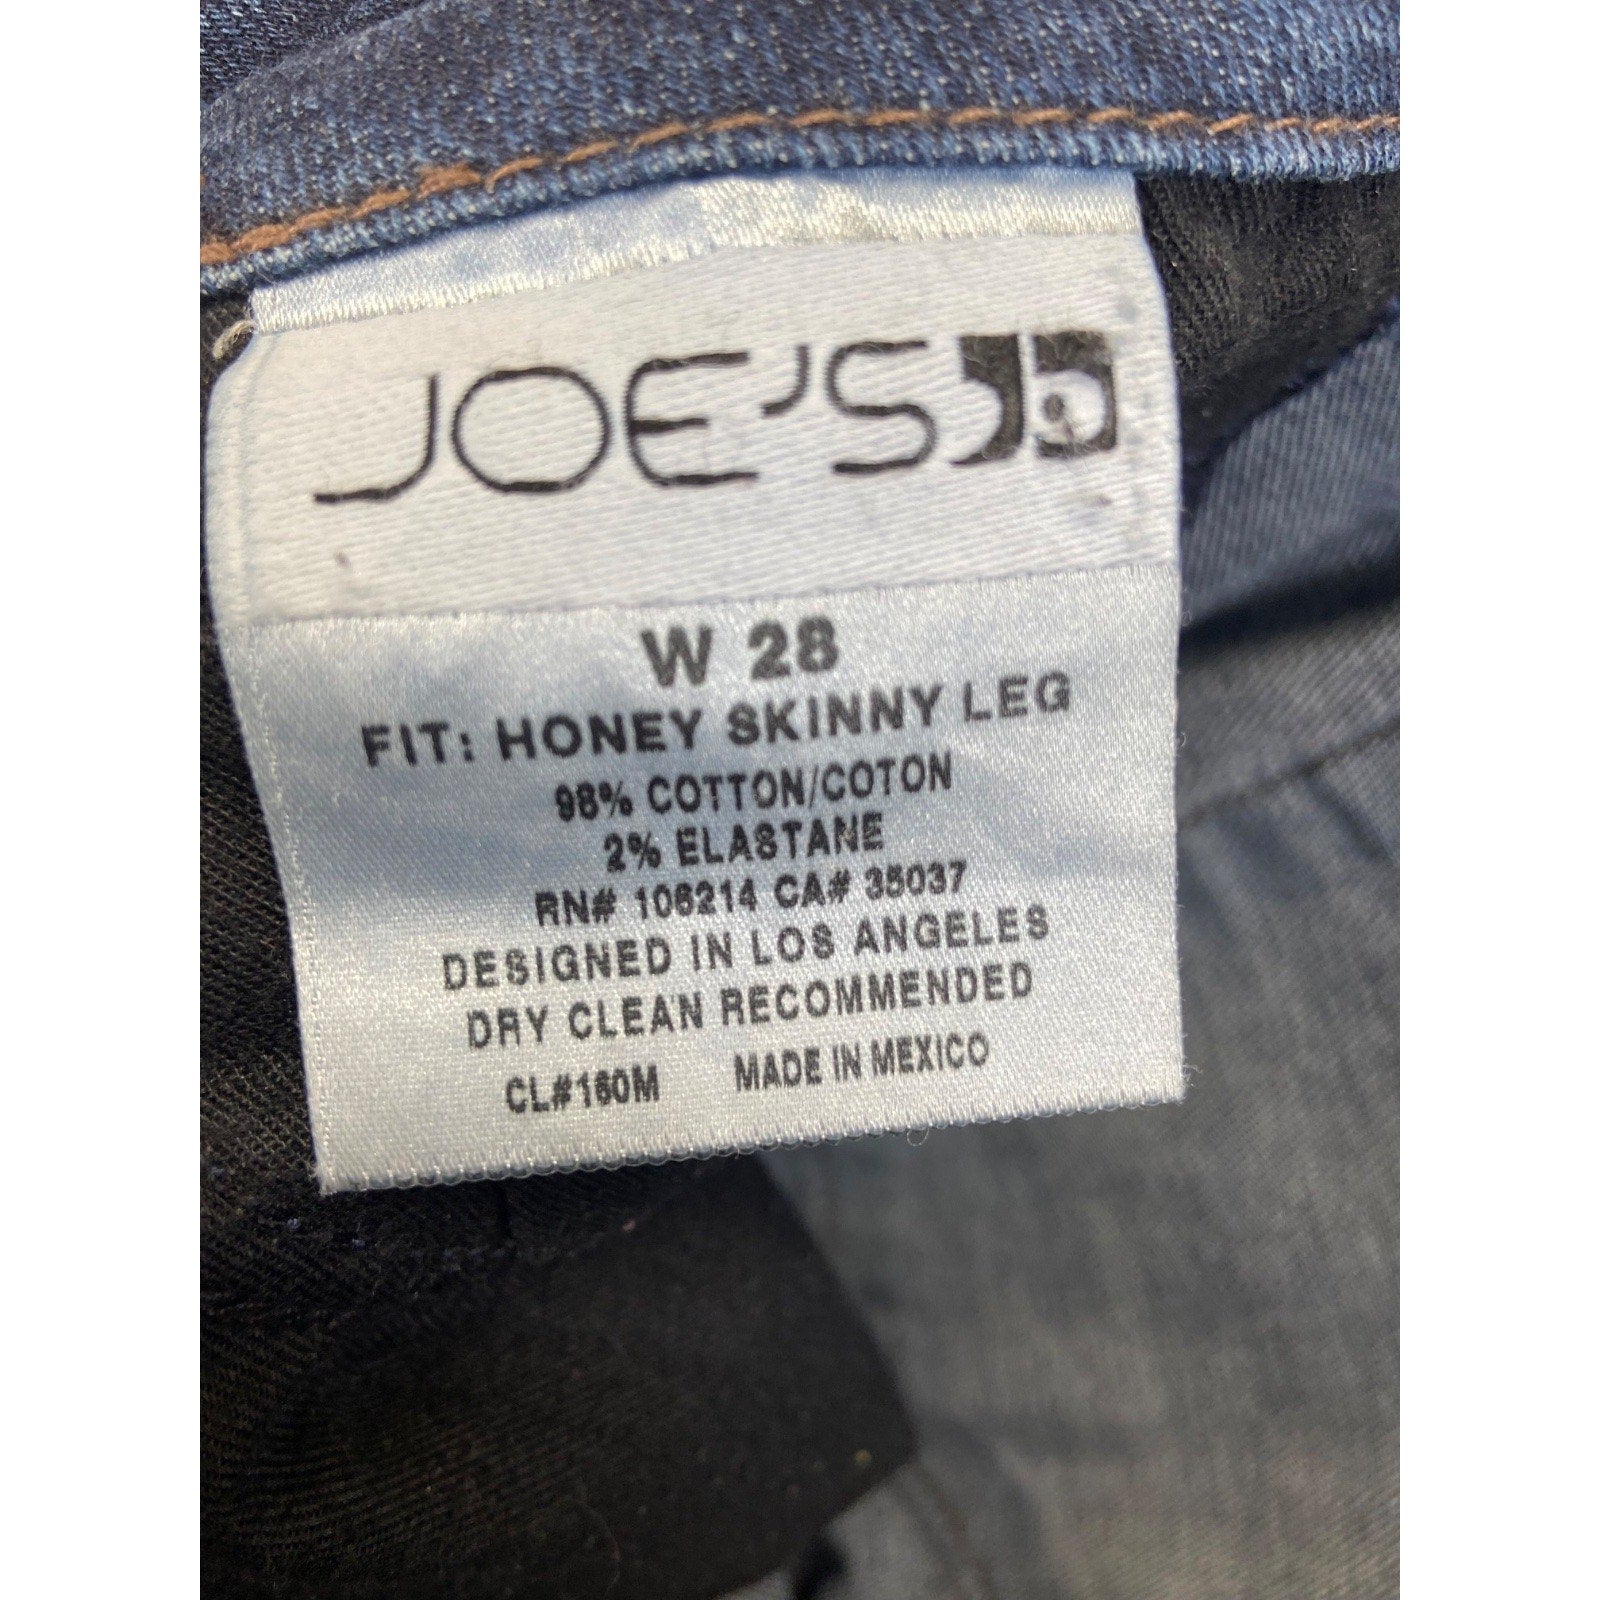 JOE'S
W 28
FIT: HONEY SKINNY LEG
98% COTTON/COTON
2% ELASTANE
RN# 106214 CA# 35037
DESIGNED IN LOS ANGELES
DRY CLEAN RECOMMENDED
CL#160M MADE IN MEXICO